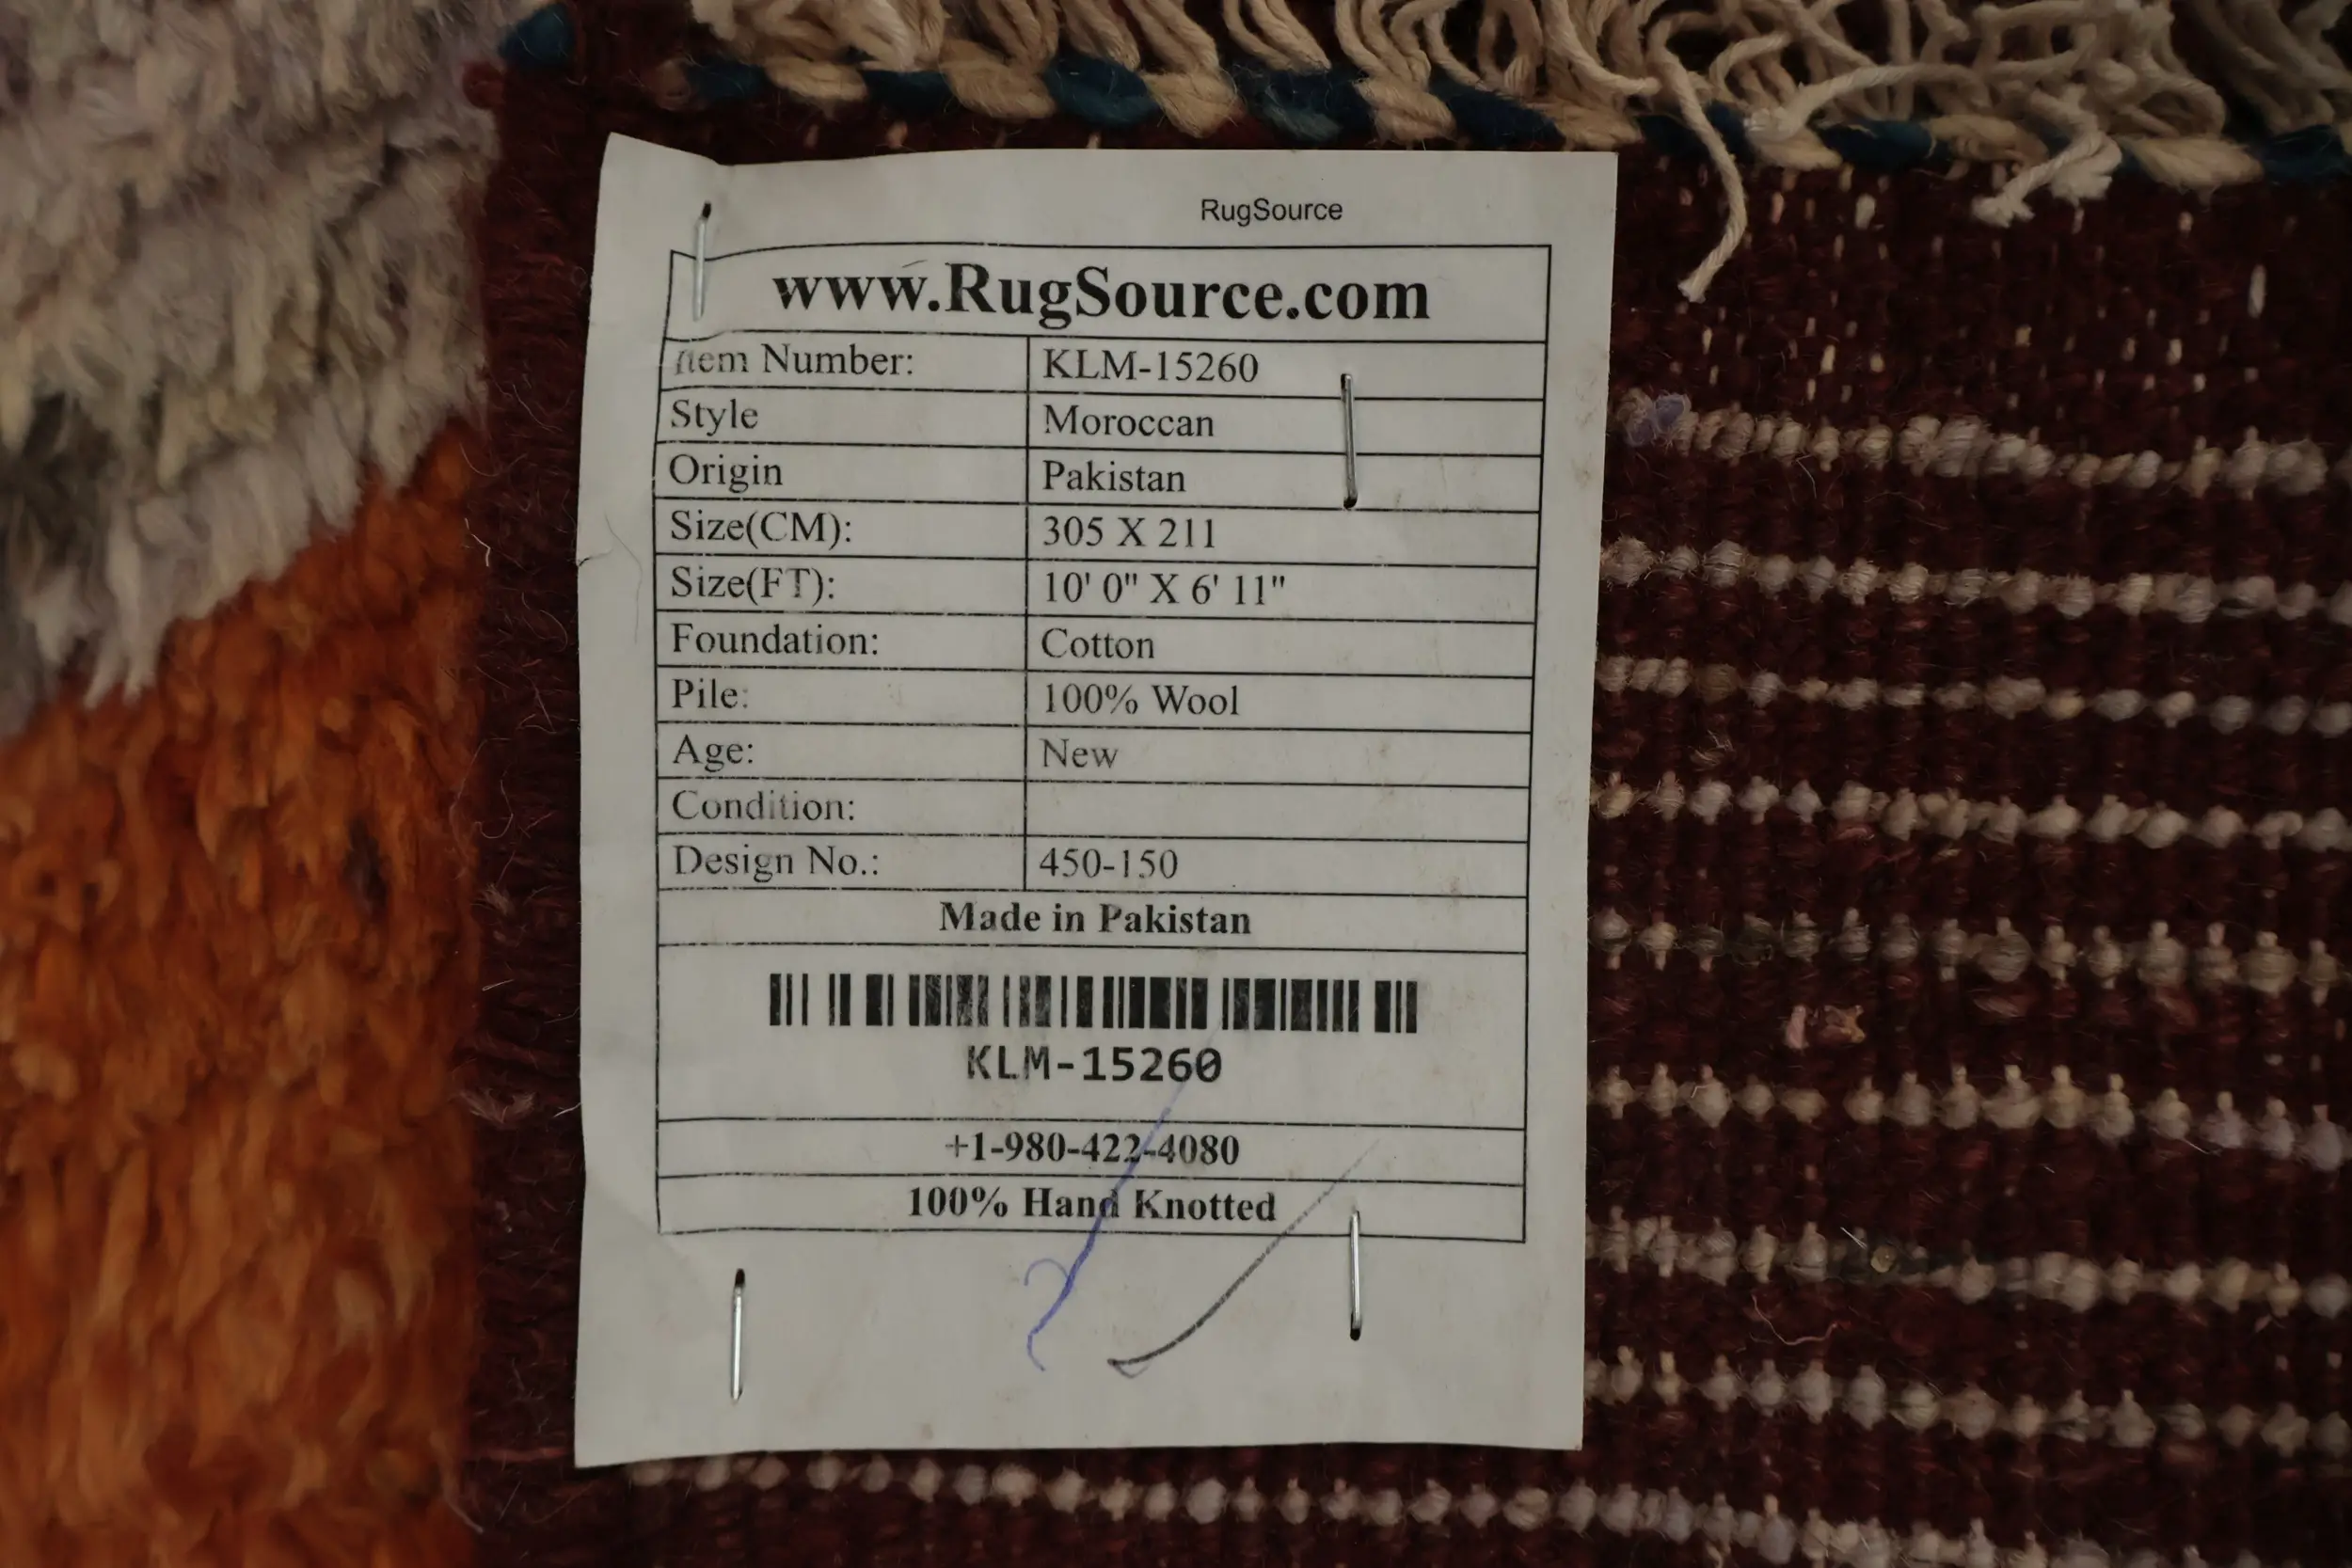 RugSource
www.RugSource.com
Item Number: KLM-15260
Style Moroccan
Origin Pakistan
Size(CM): 305 X 211
Size(FT): 10' 0" X 6' 11"
Foundation: Cotton
Pile: 100% Wool
Age: New
Condition:
Design No.: 450-150
Made in Pakistan
KLM-15260
+1-980-422-4080
100% Hand Knotted